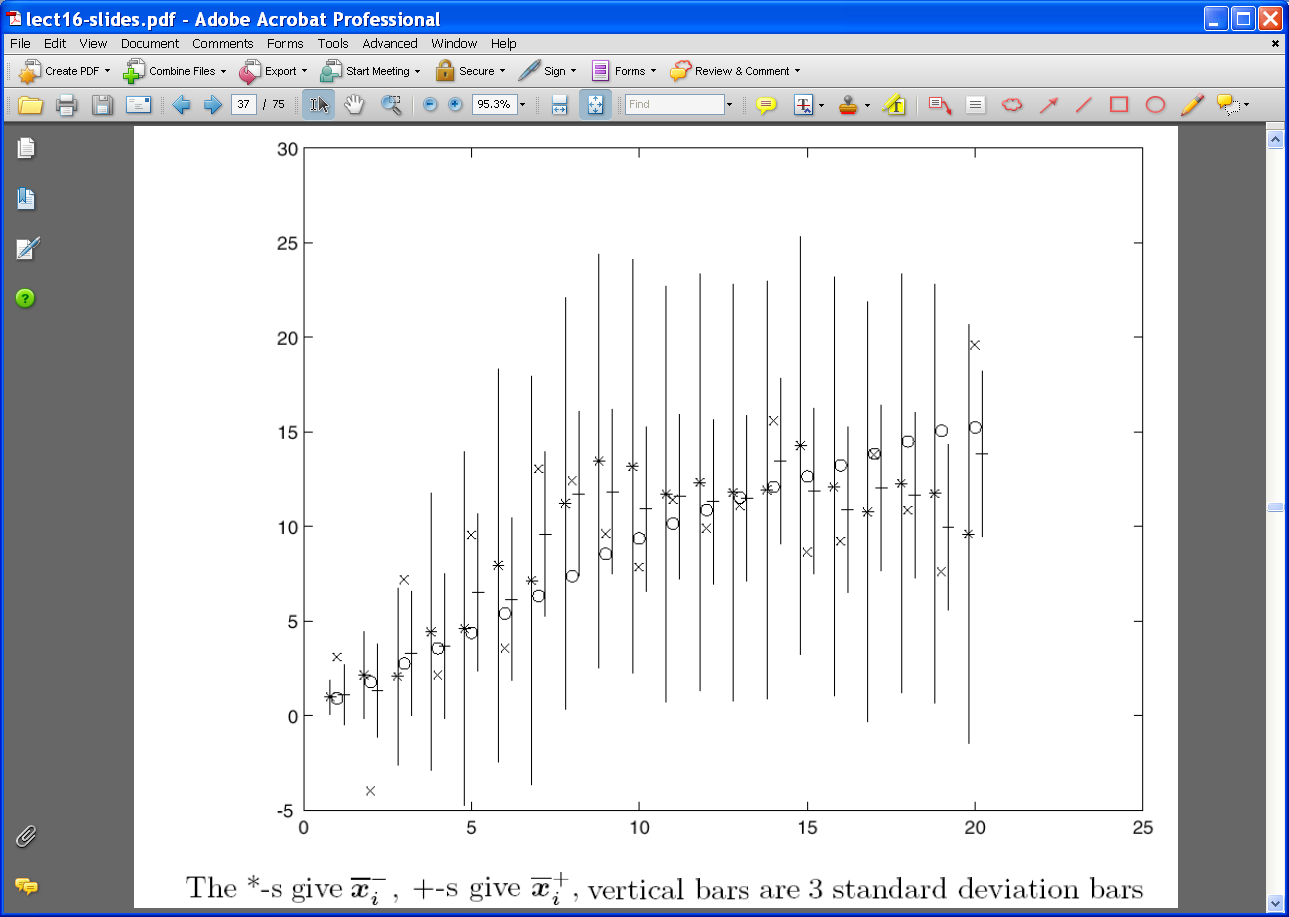 lect16-slides.pdf - Adobe Acrobat Professional
File Edit View Document Comments Forms Tools Advanced Window Help
Create PDF Combine Files Export Start Meeting Secure Sign Forms Review & Comment
37 / 75 95.3% Find
30
25
20
15
10
5
0
-5
0 5 10 15 20 25
The *-s give x̅ᵢ⁻, +-s give x̅ᵢ⁺, vertical bars are 3 standard deviation bars